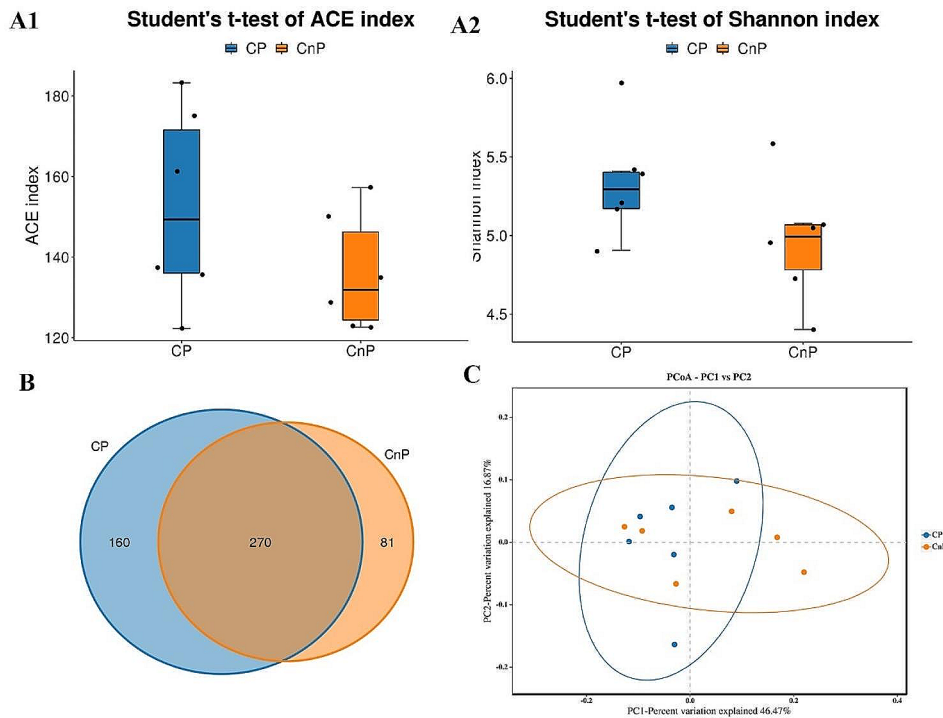 A1
Student's t-test of ACE index
CP CnP
ACE index
180
160
140
120
CP CnP
A2
Student's t-test of Shannon index
CP CnP
Shannon index
6.0
5.5
5.0
4.5
CP CnP
B
CP
CnP
160 270 81
C
PCoA - PC1 vs PC2
PC2-Percent variation explained 16.87%
0.2
0.1
0.0
-0.1
-0.2
-0.2 0.0 0.2 0.4
PC1-Percent variation explained 46.47%
CP
Cn